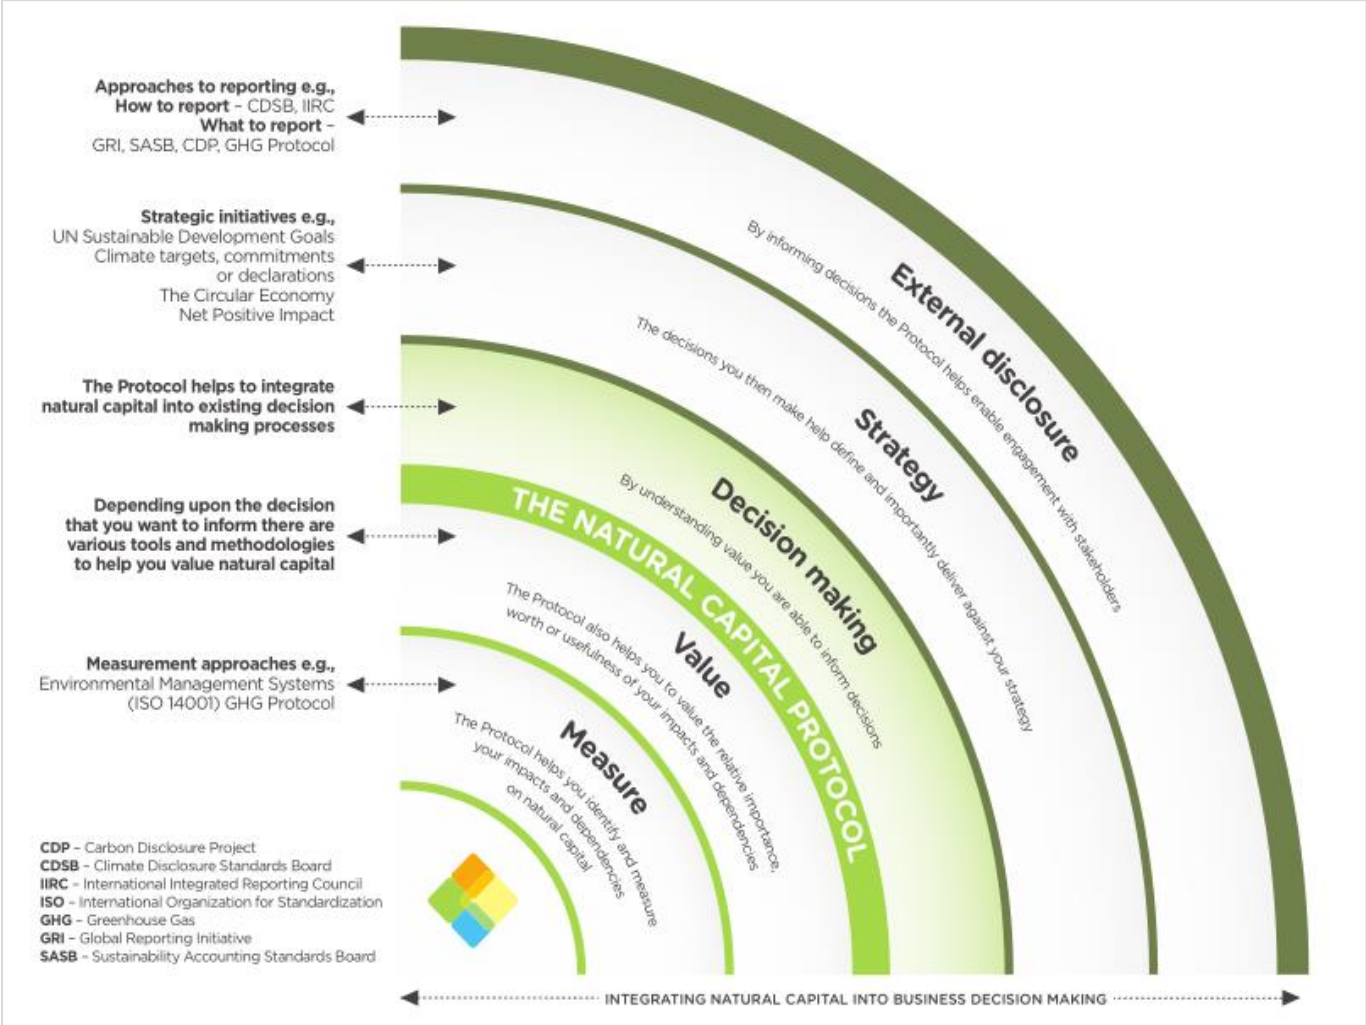 Approaches to reporting e.g.,
How to report – CDSB, IIRC
What to report –
GRI, SASB, CDP, GHG Protocol
Strategic initiatives e.g.,
UN Sustainable Development Goals
Climate targets, commitments
or declarations
The Circular Economy
Net Positive Impact
The Protocol helps to integrate
natural capital into existing decision
making processes
Depending upon the decision
that you want to inform there are
various tools and methodologies
to help you value natural capital
Measurement approaches e.g.,
Environmental Management Systems
(ISO 14001) GHG Protocol
External disclosure
By informing decisions the Protocol helps enable engagement with stakeholders
Strategy
The decisions you then make help define and importantly deliver against your strategy
Decision making
By understanding value you are able to inform decisions
THE NATURAL CAPITAL PROTOCOL
Value
The Protocol also helps you to value the relative importance,
worth or usefulness of your impacts and dependencies
Measure
The Protocol helps you identify and measure
your impacts and dependencies
on natural capital
CDP – Carbon Disclosure Project
CDSB – Climate Disclosure Standards Board
IIRC – International Integrated Reporting Council
ISO – International Organization for Standardization
GHG – Greenhouse Gas
GRI – Global Reporting Initiative
SASB – Sustainability Accounting Standards Board
INTEGRATING NATURAL CAPITAL INTO BUSINESS DECISION MAKING